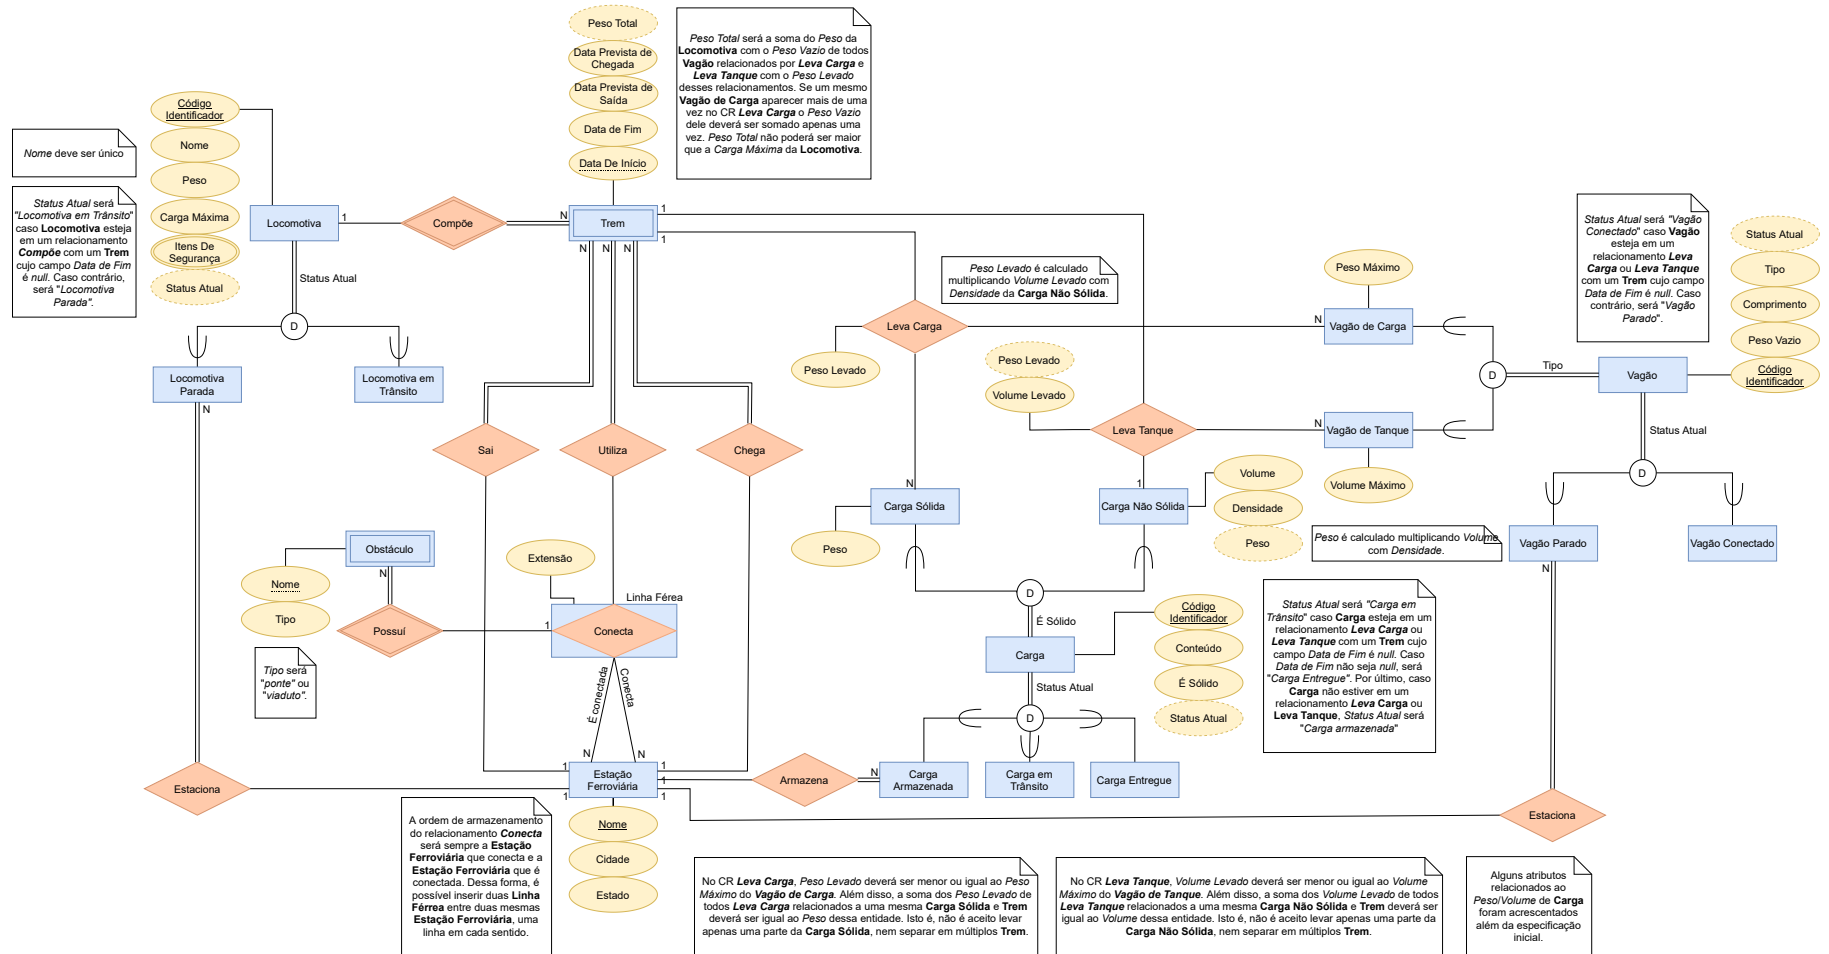 Peso Total
Data Prevista de
Chegada
Data Prevista de
Saída
Data de Fim
Data De Início
Peso Total será a soma do Peso da
Locomotiva com o Peso Vazio de todos
Vagão relacionados por Leva Carga e
Leva Tanque com o Peso Levado
desses relacionamentos. Se um mesmo
Vagão de Carga aparecer mais de uma
vez no CR Leva Carga o Peso Vazio
dele deverá ser somado apenas uma
vez. Peso Total não poderá ser maior
que a Carga Máxima da Locomotiva.
Código
Identificador
Nome
Peso
Carga Máxima
Itens De
Segurança
Status Atual
Nome deve ser único
Status Atual será
"Locomotiva em Trânsito"
caso Locomotiva esteja
em um relacionamento
Compõe com um Trem
cujo campo Data de Fim
é null. Caso contrário,
será "Locomotiva
Parada".
Locomotiva
1
Compõe
N
Trem
1
1
N
N
N
Status Atual
D
Locomotiva
Parada
N
Locomotiva em
Trânsito
Peso Levado é calculado
multiplicando Volume Levado com
Densidade da Carga Não Sólida.
Leva Carga
Peso Levado
N
Peso Levado
Volume Levado
Leva Tanque
N
Peso Máximo
Vagão de Carga
Vagão de Tanque
Volume Máximo
D
Tipo
Vagão
Status Atual será "Vagão
Conectado" caso Vagão
esteja em um
relacionamento Leva
Carga ou Leva Tanque
com um Trem cujo campo
Data de Fim é null. Caso
contrário, será "Vagão
Parado".
Status Atual
Tipo
Comprimento
Peso Vazio
Código
Identificador
Status Atual
D
Vagão Parado
N
Vagão Conectado
Sai
Utiliza
Chega
N
Carga Sólida
Peso
1
Carga Não Sólida
Volume
Densidade
Peso
Peso é calculado multiplicando Volume
com Densidade.
D
É Sólido
Carga
Código
Identificador
Conteúdo
É Sólido
Status Atual
Status Atual será "Carga em
Trânsito" caso Carga esteja em um
relacionamento Leva Carga ou
Leva Tanque com um Trem cujo
campo Data de Fim é null. Caso
Data de Fim não seja null, será
"Carga Entregue". Por último, caso
Carga não estiver em um
relacionamento Leva Carga ou
Leva Tanque, Status Atual será
"Carga armazenada"
Status Atual
D
Carga
Armazenada
N
Carga em
Trânsito
Carga Entregue
Obstáculo
N
Nome
Tipo
Tipo será
"ponte" ou
"viaduto".
Possuí
1
Extensão
Linha Férea
Conecta
É conectada
Conecta
N
N
Estaciona
1
1
1
1
1
Estação
Ferroviária
Armazena
Estaciona
Nome
Cidade
Estado
A ordem de armazenamento
do relacionamento Conecta
será sempre a Estação
Ferroviária que conecta e a
Estação Ferroviária que é
conectada. Dessa forma, é
possível inserir duas Linha
Férrea entre duas mesmas
Estação Ferroviária, uma
linha em cada sentido.
No CR Leva Carga, Peso Levado deverá ser menor ou igual ao Peso
Máximo do Vagão de Carga. Além disso, a soma dos Peso Levado de
todos Leva Carga relacionados a uma mesma Carga Sólida e Trem
deverá ser igual ao Peso dessa entidade. Isto é, não é aceito levar
apenas uma parte da Carga Sólida, nem separar em múltiplos Trem.
No CR Leva Tanque, Volume Levado deverá ser menor ou igual ao Volume
Máximo do Vagão de Tanque. Além disso, a soma dos Volume Levado de todos
Leva Tanque relacionados a uma mesma Carga Não Sólida e Trem deverá ser
igual ao Volume dessa entidade. Isto é, não é aceito levar apenas uma parte da
Carga Não Sólida, nem separar em múltiplos Trem.
Alguns atributos
relacionados ao
Peso/Volume de Carga
foram acrescentados
além da especificação
inicial.